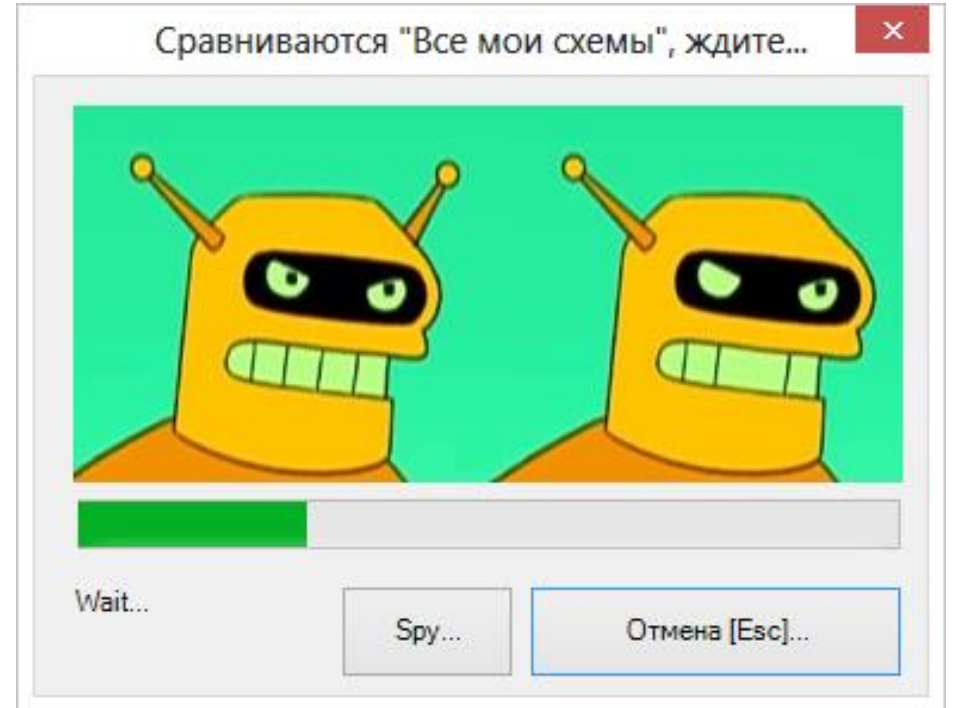 Сравниваются "Все мои схемы", ждите...
Wait...
Spy...
Отмена [Esc]...